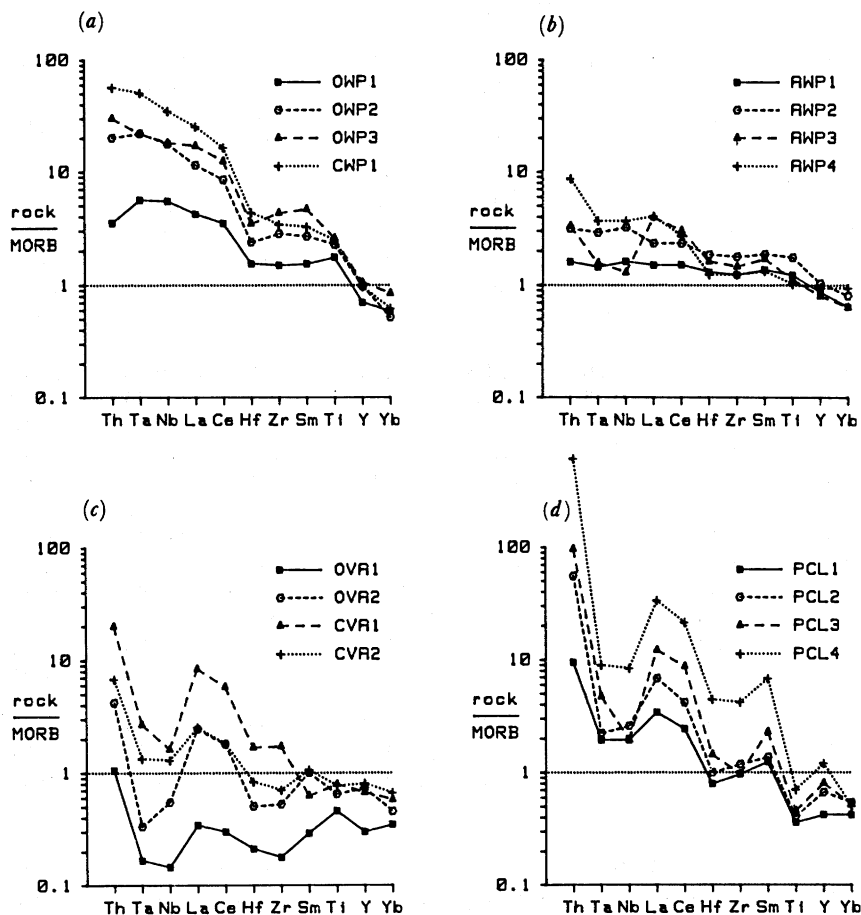 (a)
100
10
1
0.1
rock
MORB
OWP1
OWP2
OWP3
CWP1
Th Ta Nb La Ce Hf Zr Sm Ti Y Yb
(b)
100
10
1
0.1
rock
MORB
AWP1
AWP2
AWP3
AWP4
Th Ta Nb La Ce Hf Zr Sm Ti Y Yb
(c)
100
10
1
0.1
rock
MORB
OVA1
OVA2
CVA1
CVA2
Th Ta Nb La Ce Hf Zr Sm Ti Y Yb
(d)
100
10
1
0.1
rock
MORB
PCL1
PCL2
PCL3
PCL4
Th Ta Nb La Ce Hf Zr Sm Ti Y Yb